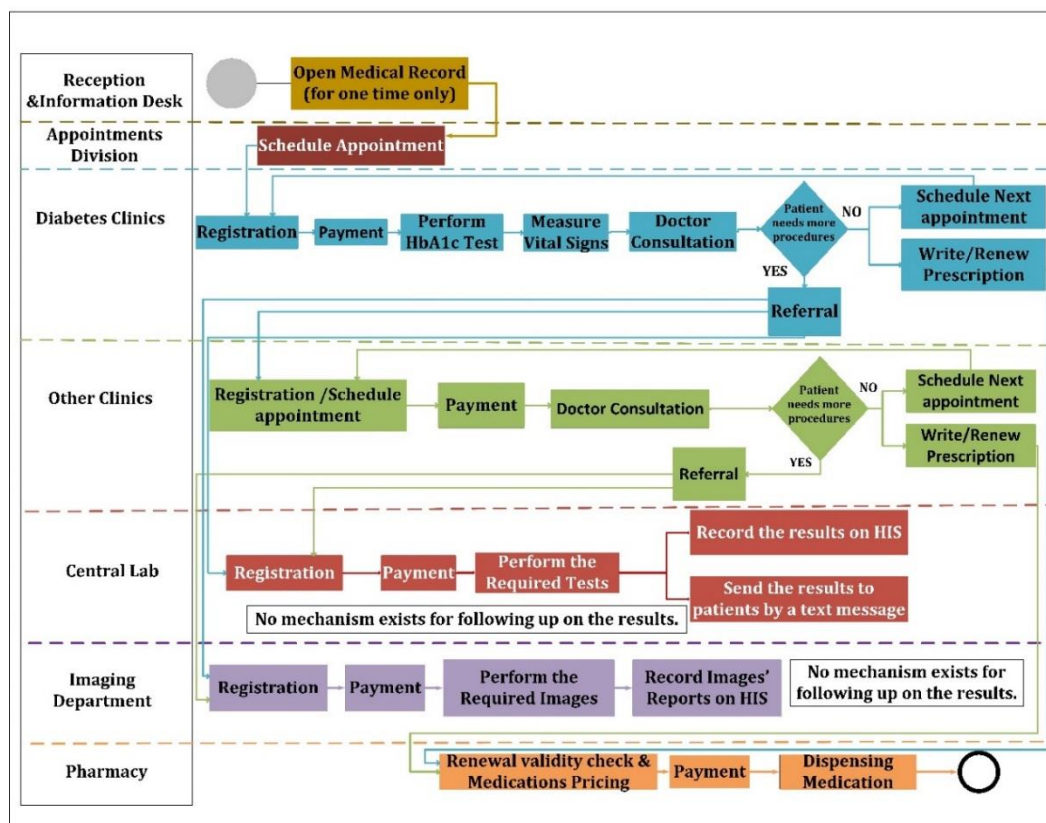 Reception
&Information Desk
Open Medical Record
(for one time only)
Appointments
Division
Schedule Appointment
Diabetes Clinics
Registration
Payment
Perform
HbA1c Test
Measure
Vital Signs
Doctor
Consultation
Patient
needs more
procedures
NO
YES
Schedule Next
appointment
Write/Renew
Prescription
Referral
Other Clinics
Registration /Schedule
appointment
Payment
Doctor Consultation
Patient
needs more
procedures
NO
YES
Schedule Next
appointment
Write/Renew
Prescription
Referral
Central Lab
Registration
Payment
Perform the
Required Tests
Record the results on HIS
Send the results to
patients by a text message
No mechanism exists for following up on the results.
Imaging
Department
Registration
Payment
Perform the
Required Images
Record Images'
Reports on HIS
No mechanism exists for
following up on the results.
Pharmacy
Renewal validity check &
Medications Pricing
Payment
Dispensing
Medication